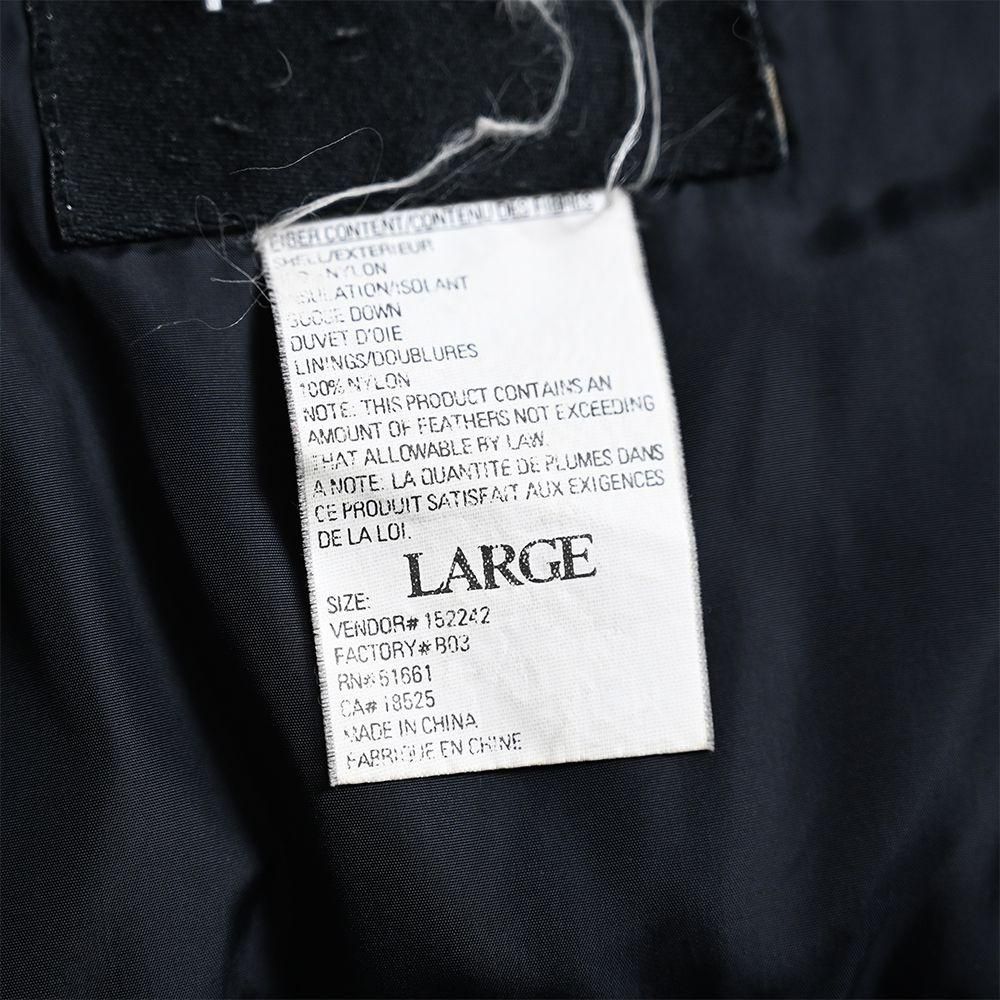 FIBER CONTENT/CONTENU DES FIBRES
SHELL/EXTERIEUR
NYLON
INSULATION/ISOLANT
GOOSE DOWN
DUVET D'OIE
LININGS/DOUBLURES
100% NYLON
NOTE: THIS PRODUCT CONTAINS AN
AMOUNT OF FEATHERS NOT EXCEEDING
THAT ALLOWABLE BY LAW.
A NOTE: LA QUANTITE DE PLUMES DANS
CE PRODUIT SATISFAIT AUX EXIGENCES
DE LA LOI.
SIZE: LARGE
VENDOR# 152242
FACTORY# B03
RN# 61661
CA# 18525
MADE IN CHINA
FABRIQUE EN CHINE